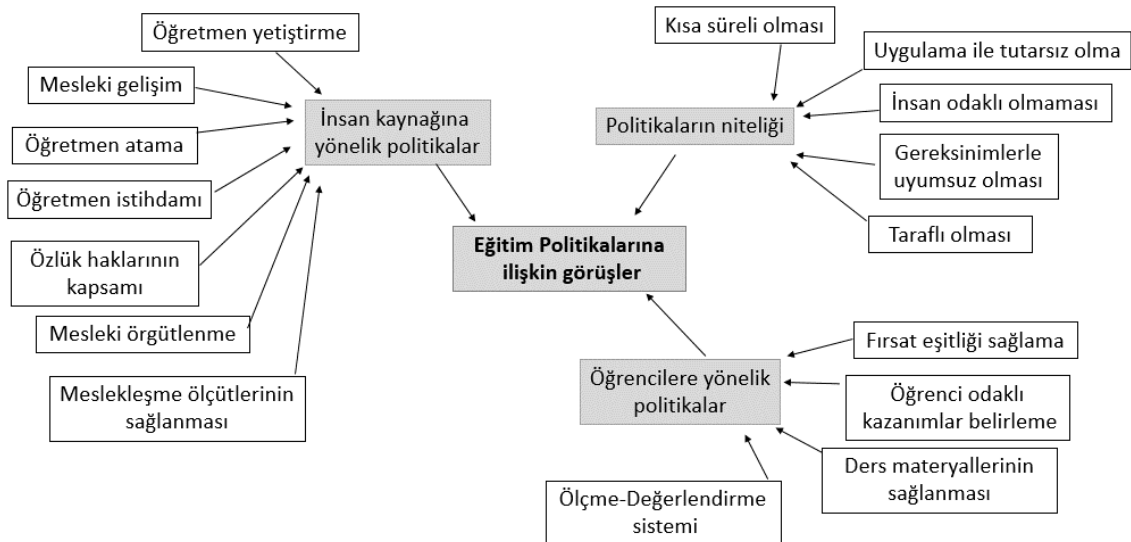 Öğretmen yetiştirme
Mesleki gelişim
Öğretmen atama
Öğretmen istihdamı
Özlük haklarının
kapsamı
Mesleki örgütlenme
Meslekleşme ölçütlerinin
sağlanması
İnsan kaynağına
yönelik politikalar
Kısa süreli olması
Uygulama ile tutarsız olma
İnsan odaklı olmaması
Gereksinimlerle
uyumsuz olması
Taraflı olması
Politikaların niteliği
Eğitim Politikalarına
ilişkin görüşler
Fırsat eşitliği sağlama
Öğrenci odaklı
kazanımlar belirleme
Ders materyallerinin
sağlanması
Ölçme-Değerlendirme
sistemi
Öğrencilere yönelik
politikalar